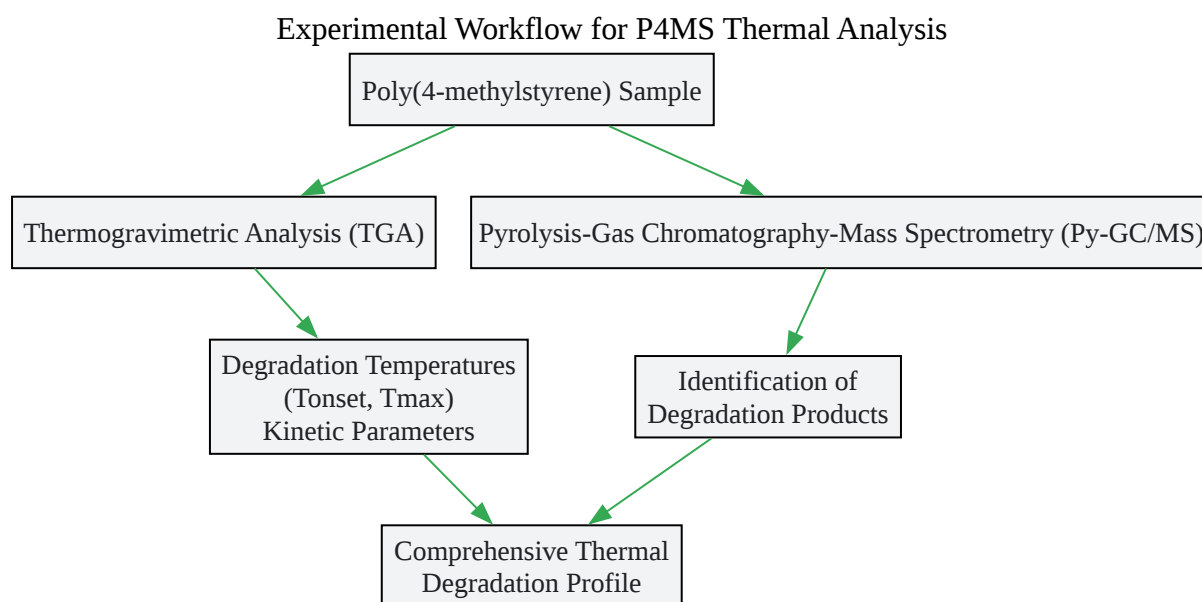 Experimental Workflow for P4MS Thermal Analysis
Poly(4-methylstyrene) Sample
Thermogravimetric Analysis (TGA)
Pyrolysis-Gas Chromatography-Mass Spectrometry (Py-GC/MS)
Degradation Temperatures
(Tonset, Tmax)
Kinetic Parameters
Identification of
Degradation Products
Comprehensive Thermal
Degradation Profile